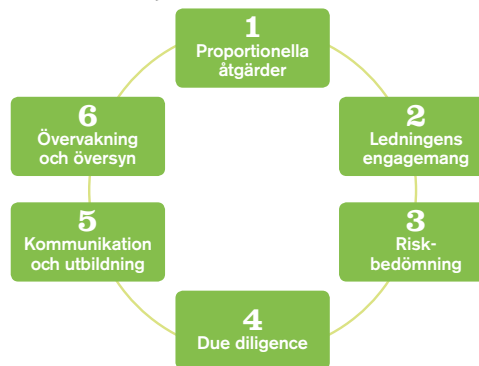 1
Proportionella
åtgärder
2
Ledningens
engagemang
3
Risk-
bedömning
4
Due diligence
5
Kommunikation
och utbildning
6
Övervakning
och översyn